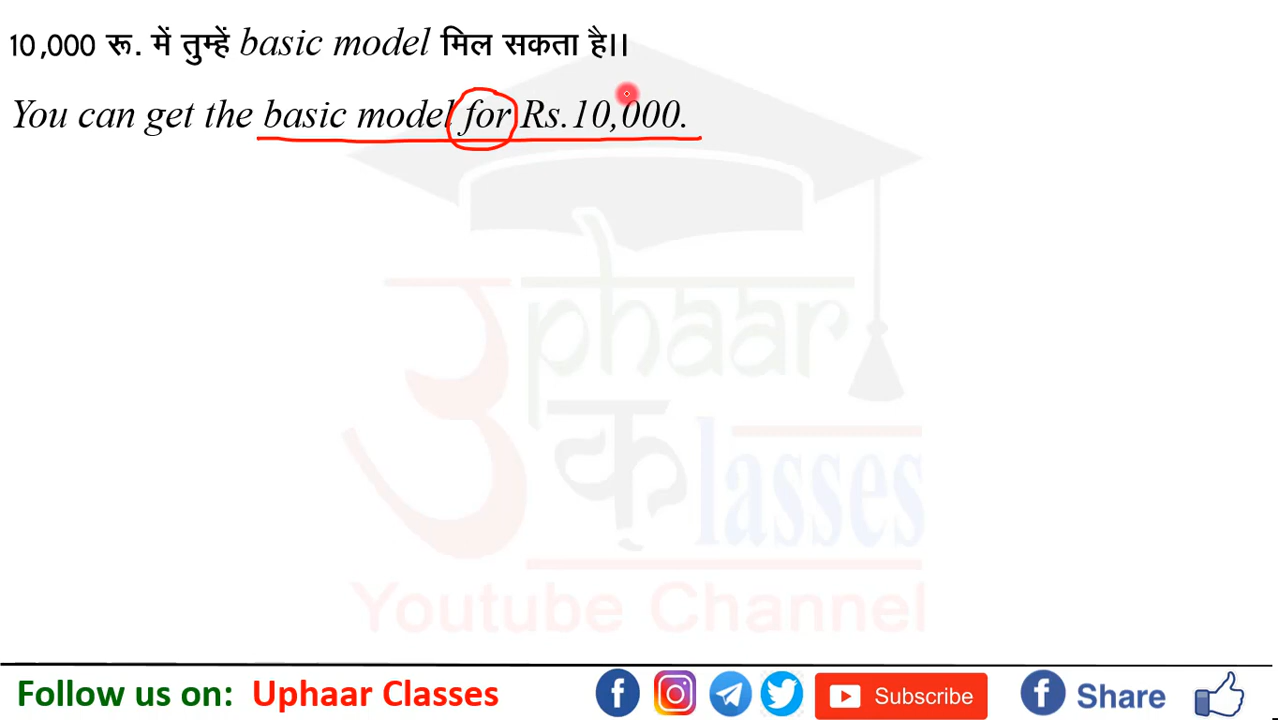 10,000 रू. में तुम्हें basic model मिल सकता है।।
You can get the basic model for Rs.10,000.
उphaar
क lasses
Youtube Channel
Follow us on: Uphaar Classes Subscribe Share